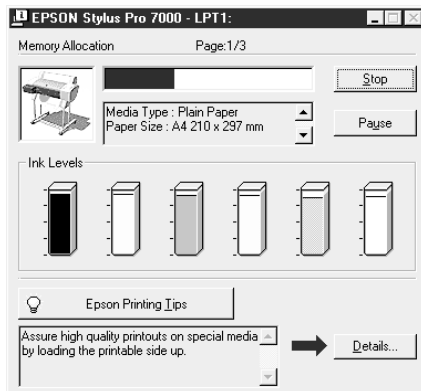 EPSON Stylus Pro 7000 - LPT1:
Memory Allocation Page:1/3
Stop
Media Type : Plain Paper
Paper Size : A4 210 x 297 mm
Pause
Ink Levels
Epson Printing Tips
Assure high quality printouts on special media
by loading the printable side up.
Details...